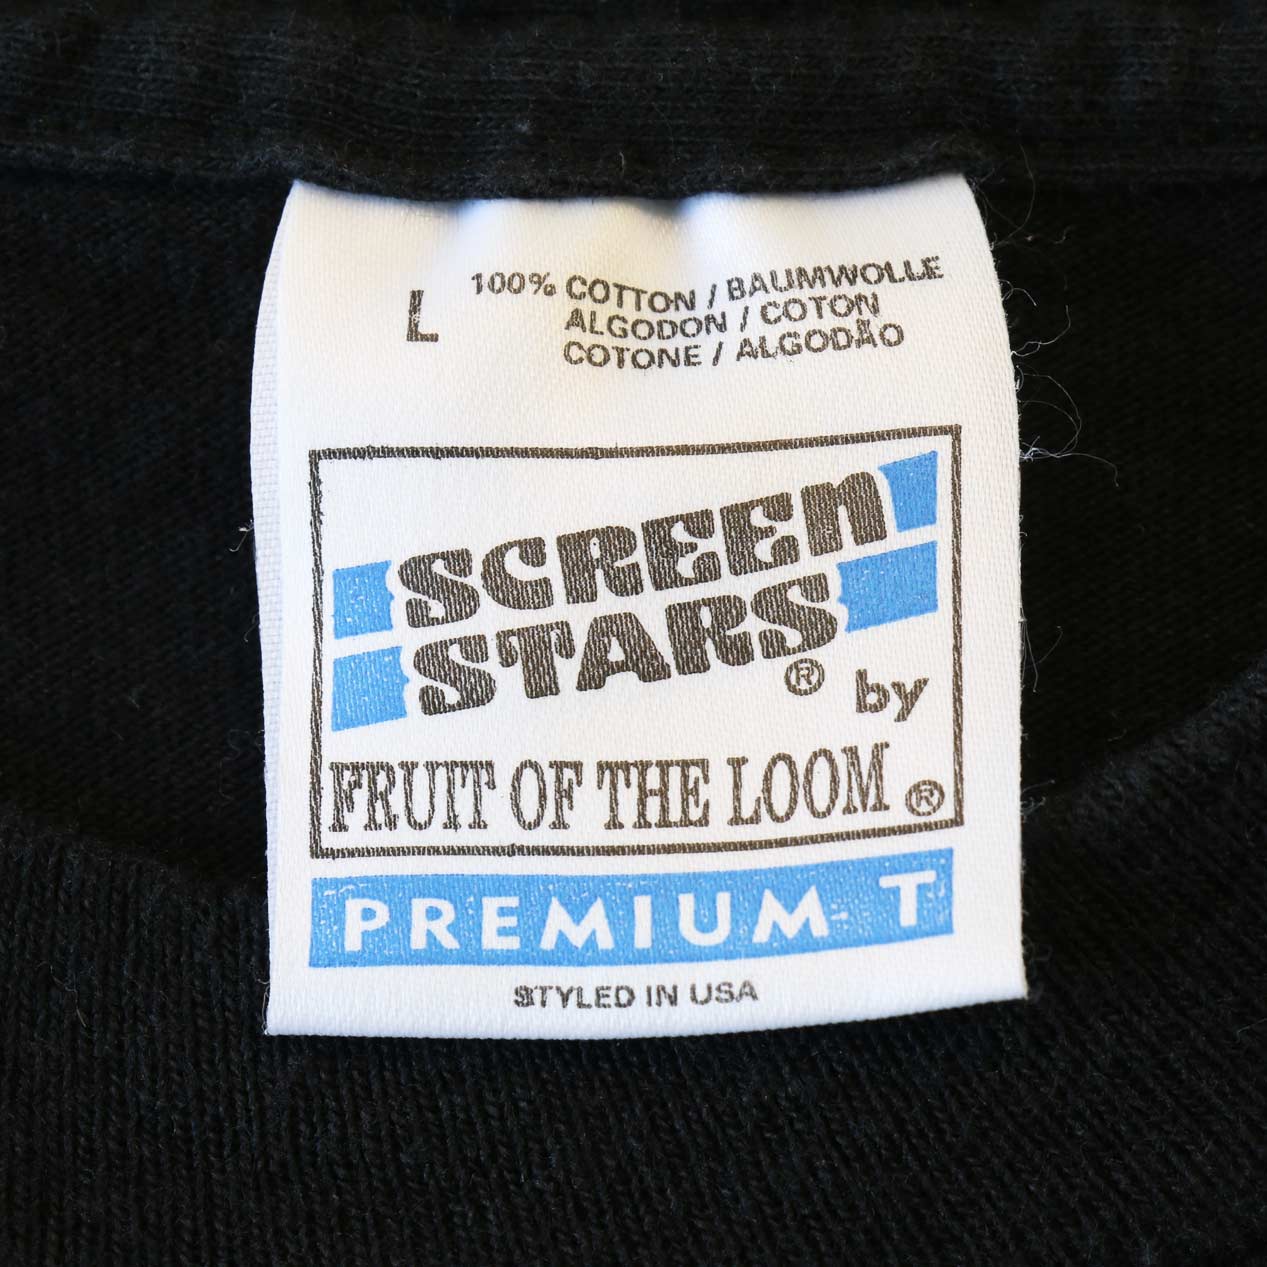 L
100% COTTON / BAUMWOLLE
ALGODON / COTON
COTONE / ALGODÃO
SCREEN
STARS® by
FRUIT OF THE LOOM®
PREMIUM-T
STYLED IN USA